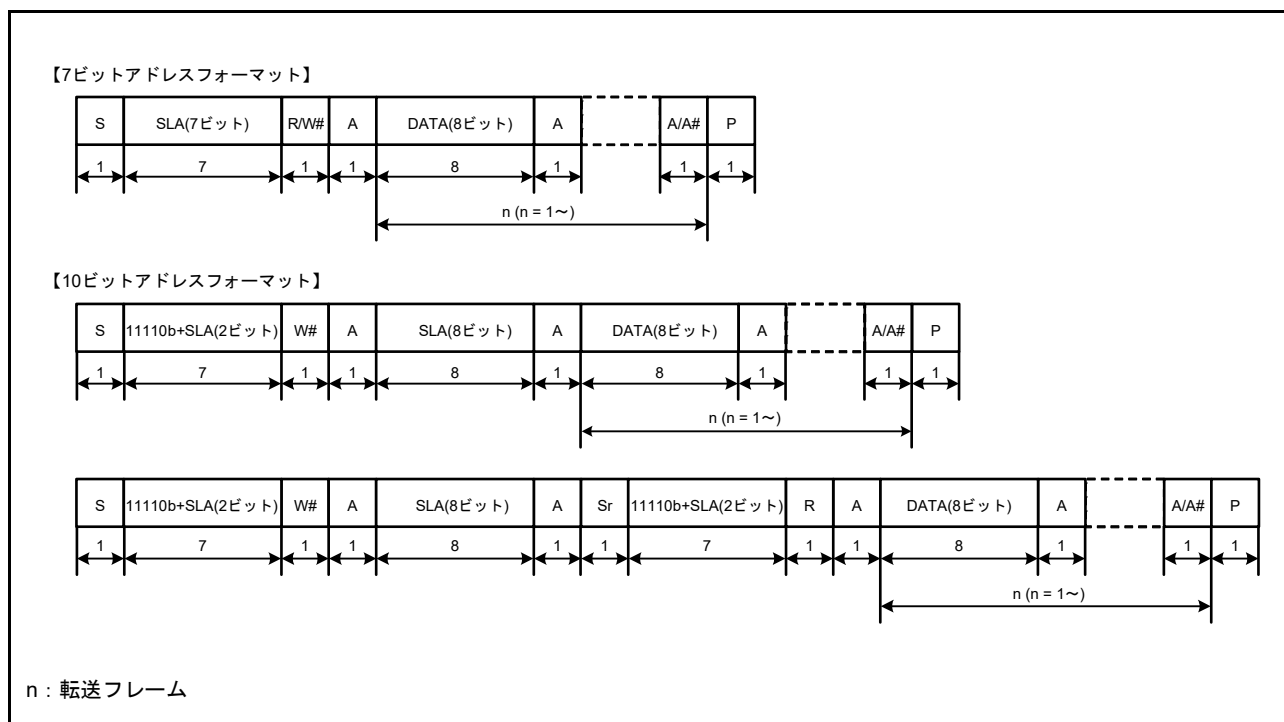 【7ビットアドレスフォーマット】
S SLA(7ビット) R/W# A DATA(8ビット) A A/A# P
1 7 1 1 8 1 1 1
n (n = 1～)
【10ビットアドレスフォーマット】
S 11110b+SLA(2ビット) W# A SLA(8ビット) A DATA(8ビット) A A/A# P
1 7 1 1 8 1 8 1 1 1
n (n = 1～)
S 11110b+SLA(2ビット) W# A SLA(8ビット) A Sr 11110b+SLA(2ビット) R A DATA(8ビット) A A/A# P
1 7 1 1 8 1 1 7 1 1 8 1 1 1
n (n = 1～)
n：転送フレーム